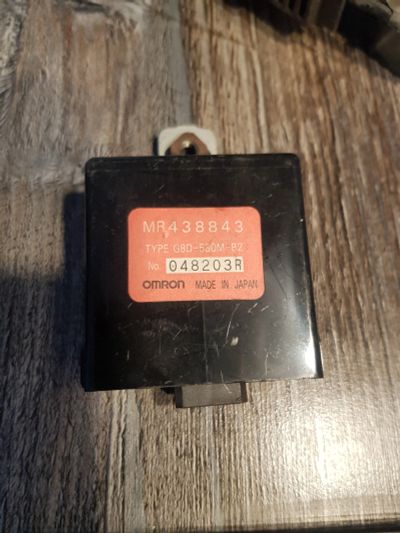 MR438843
TYPE G8D-530M-B2
No. 048203R
OMRON MADE IN JAPAN